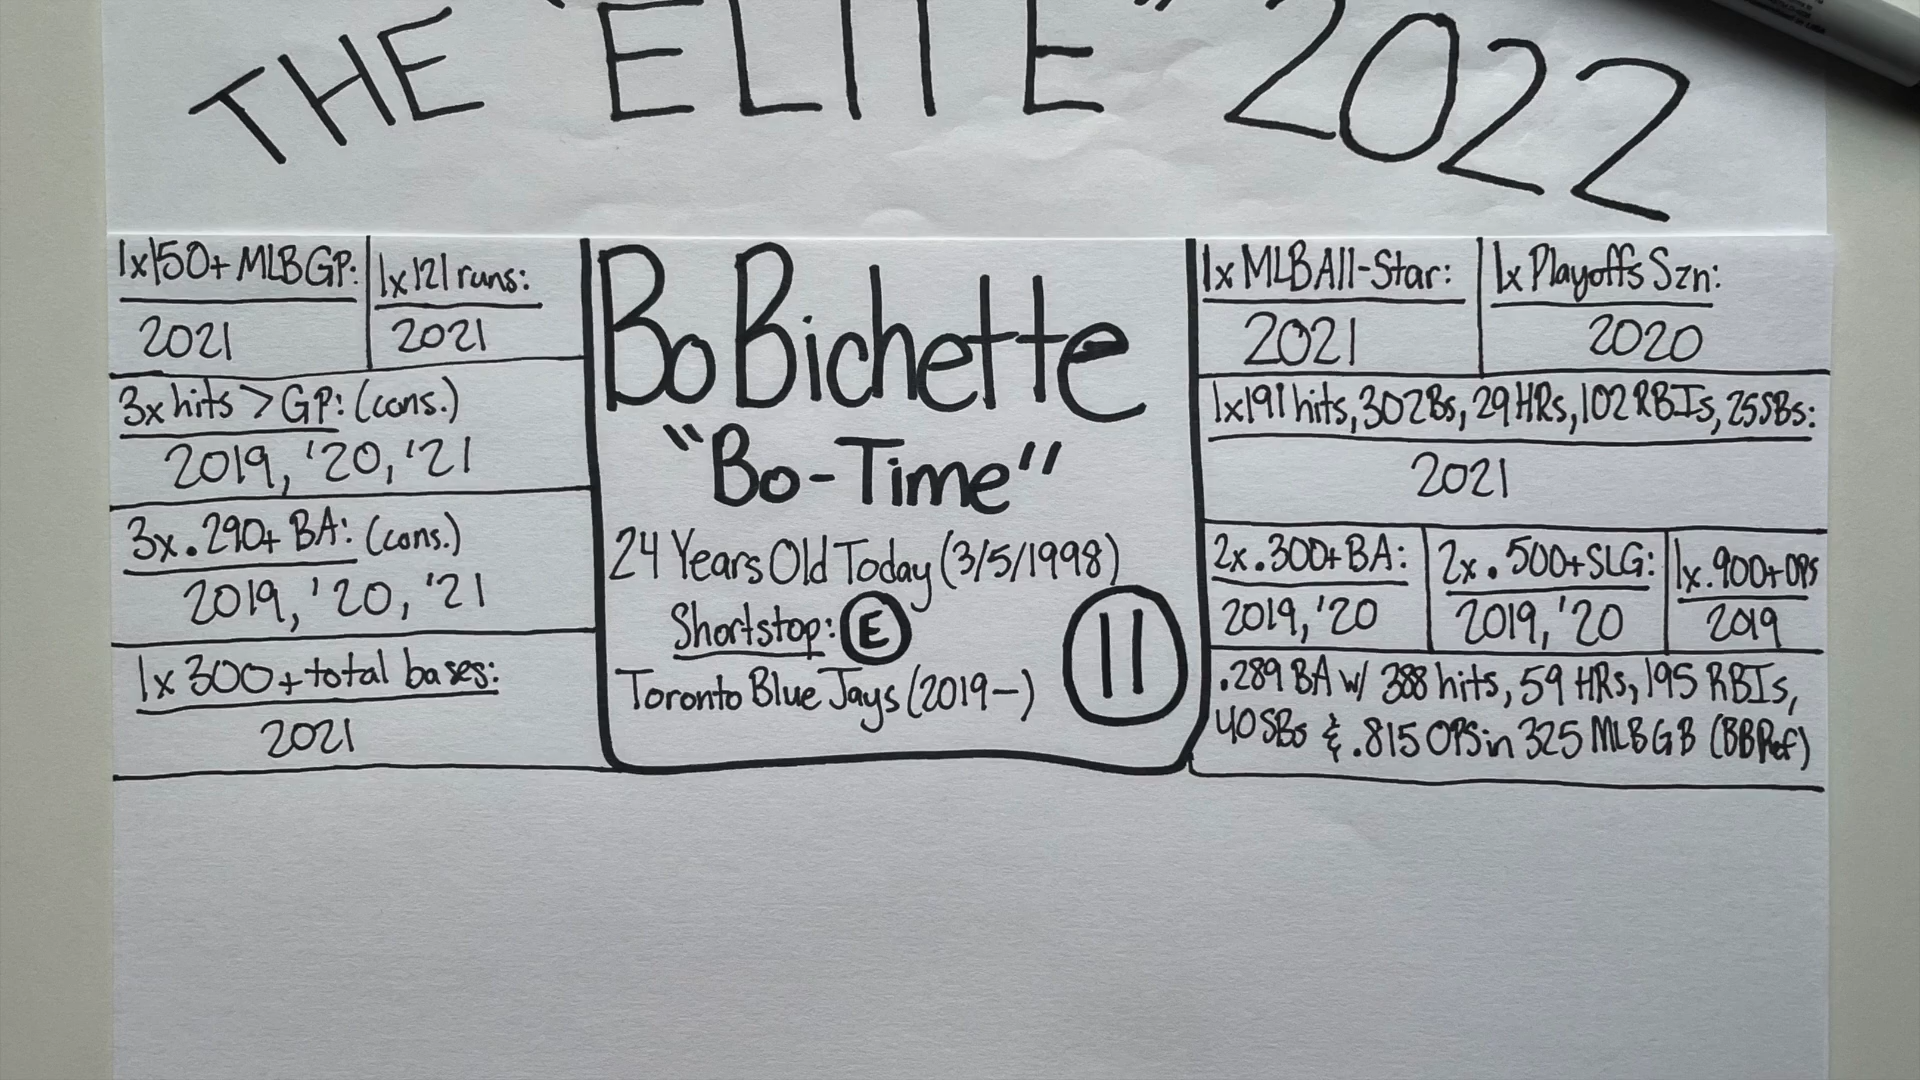 THE "ELITE" 2022
1x150+ MLB GP:
2021
1x121 runs:
2021
3x hits > GP: (cons.)
2019, '20, '21
3x .290+ BA: (cons.)
2019, '20, '21
1x 300+ total bases:
2021
Bo Bichette
"Bo-Time"
24 Years Old Today (3/5/1998)
Shortstop: E
Toronto Blue Jays (2019-)
11
1x MLB All-Star:
2021
1x Playoffs Szn:
2020
1x191 hits, 30 2Bs, 29 HRs, 102 RBIs, 25 SBs:
2021
2x .300+ BA:
2019, '20
2x .500+ SLG:
2019, '20
1x .900+ OPS
2019
.289 BA w/ 388 hits, 59 HRs, 195 RBIs,
40 SBs & .815 OPS in 325 MLB GB (BBRef)